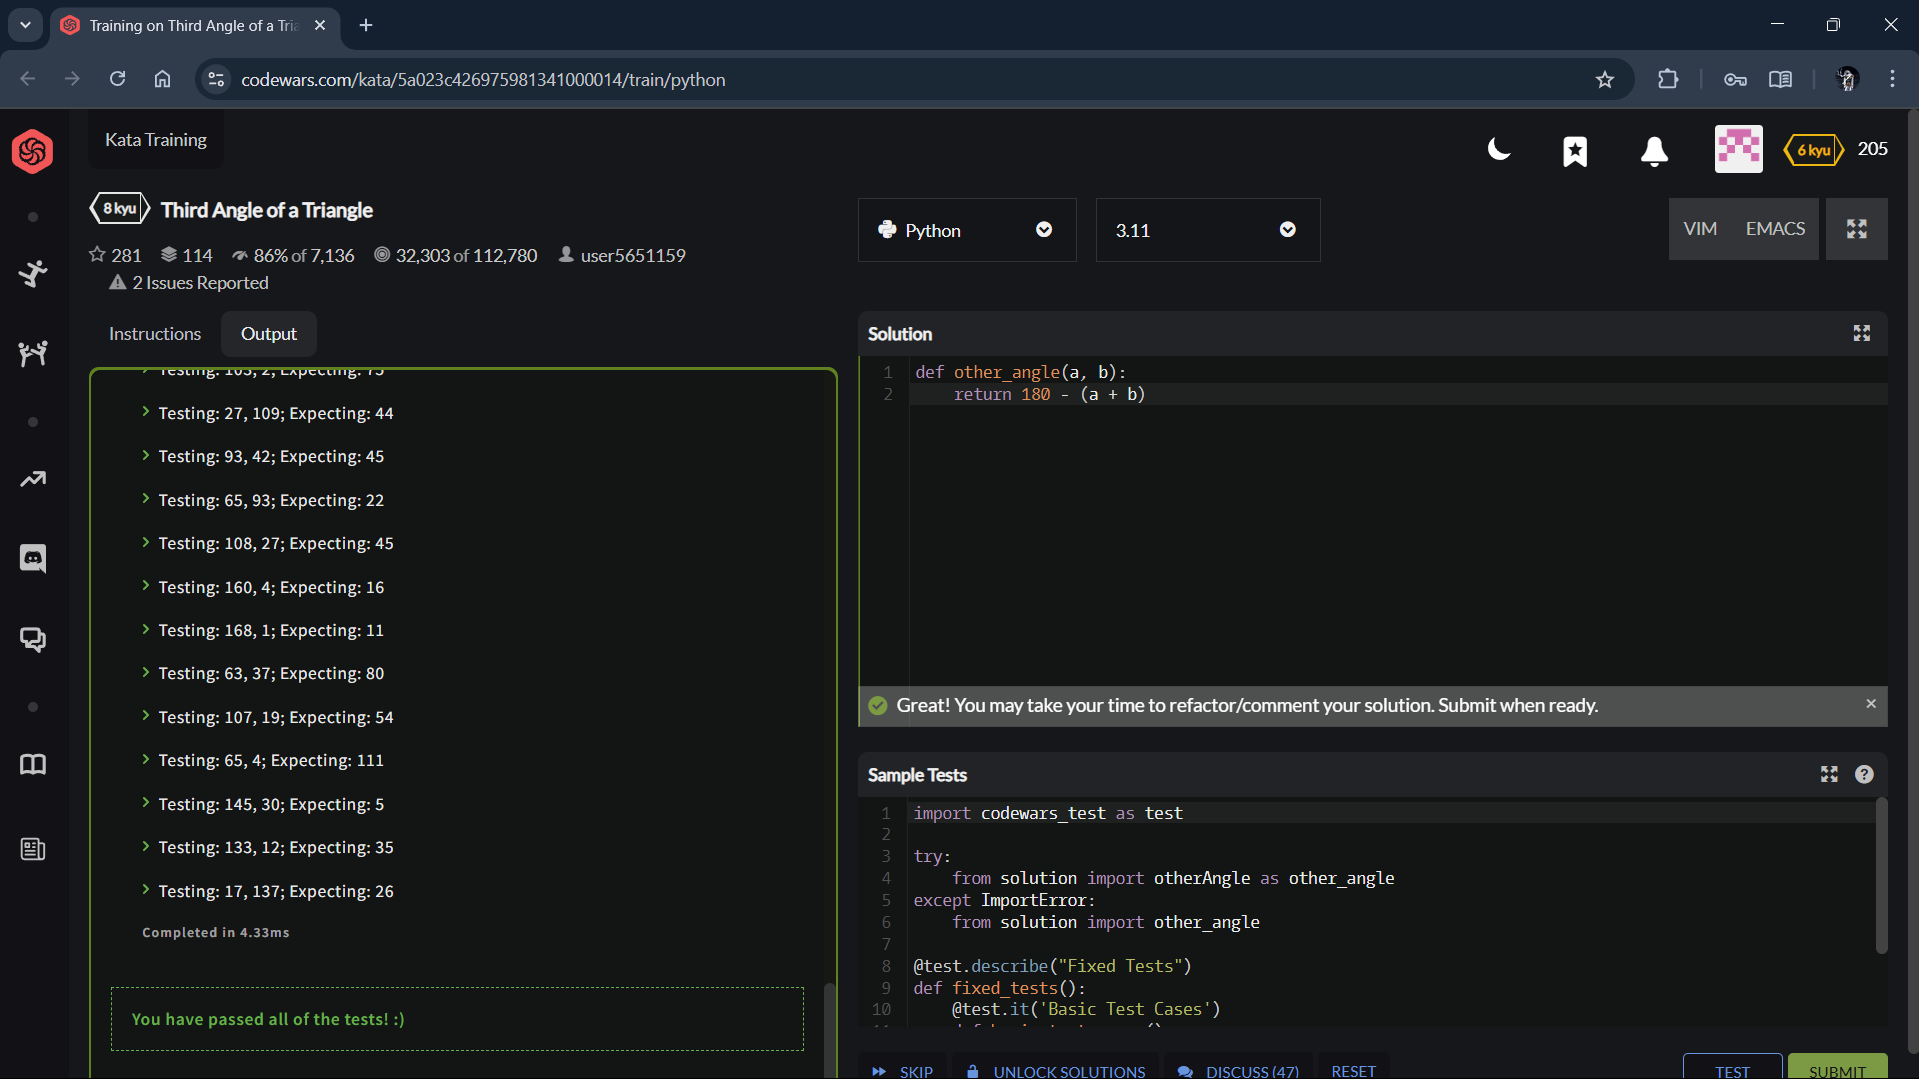 Training on Third Angle of a Tria
codewars.com/kata/5a023c426975981341000014/train/python
Kata Training
6 kyu
205
8 kyu
Third Angle of a Triangle
281
114
86% of 7,136
32,303 of 112,780
user5651159
2 Issues Reported
Python
3.11
VIM
EMACS
Instructions
Output
Testing: 27, 109; Expecting: 44
Testing: 93, 42; Expecting: 45
Testing: 65, 93; Expecting: 22
Testing: 108, 27; Expecting: 45
Testing: 160, 4; Expecting: 16
Testing: 168, 1; Expecting: 11
Testing: 63, 37; Expecting: 80
Testing: 107, 19; Expecting: 54
Testing: 65, 4; Expecting: 111
Testing: 145, 30; Expecting: 5
Testing: 133, 12; Expecting: 35
Testing: 17, 137; Expecting: 26
Completed in 4.33ms
You have passed all of the tests! :)
Solution
1 def other_angle(a, b):
2     return 180 - (a + b)
Great! You may take your time to refactor/comment your solution. Submit when ready.
Sample Tests
1 import codewars_test as test
2
3 try:
4     from solution import otherAngle as other_angle
5 except ImportError:
6     from solution import other_angle
7
8 @test.describe("Fixed Tests")
9 def fixed_tests():
10     @test.it('Basic Test Cases')
SKIP
UNLOCK SOLUTIONS
DISCUSS (47)
RESET
TEST
SUBMIT